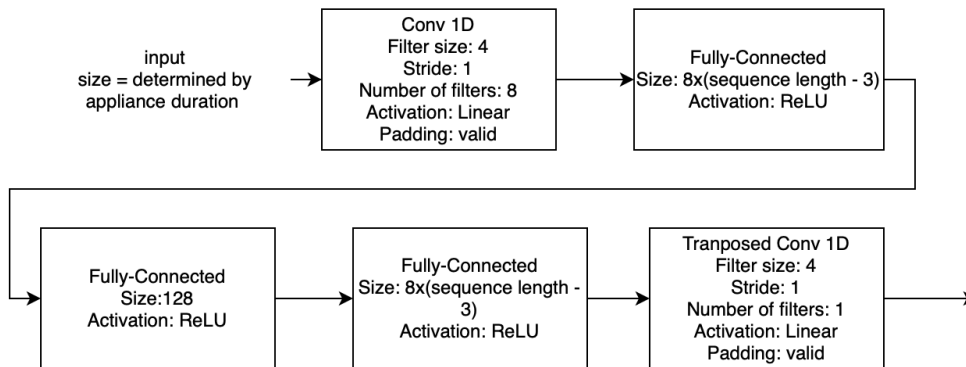 input
size = determined by
appliance duration
Conv 1D
Filter size: 4
Stride: 1
Number of filters: 8
Activation: Linear
Padding: valid
Fully-Connected
Size: 8x(sequence length - 3)
Activation: ReLU
Fully-Connected
Size:128
Activation: ReLU
Fully-Connected
Size: 8x(sequence length -
3)
Activation: ReLU
Tranposed Conv 1D
Filter size: 4
Stride: 1
Number of filters: 1
Activation: Linear
Padding: valid